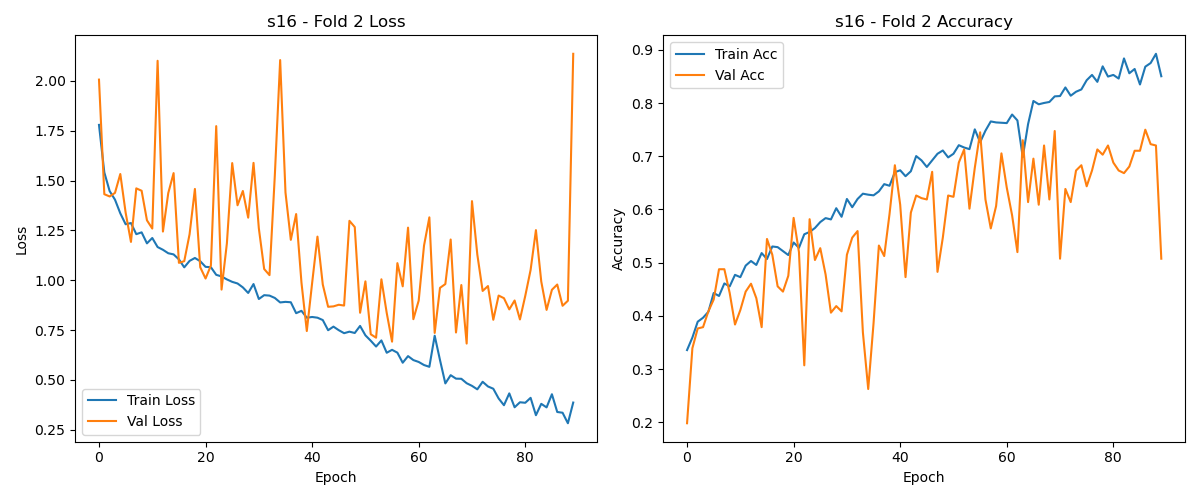 s16 - Fold 2 Loss
Loss
2.00
1.75
1.50
1.25
1.00
0.75
0.50
0.25
Train Loss
Val Loss
0 20 40 60 80
Epoch
s16 - Fold 2 Accuracy
Accuracy
0.9
0.8
0.7
0.6
0.5
0.4
0.3
0.2
Train Acc
Val Acc
0 20 40 60 80
Epoch